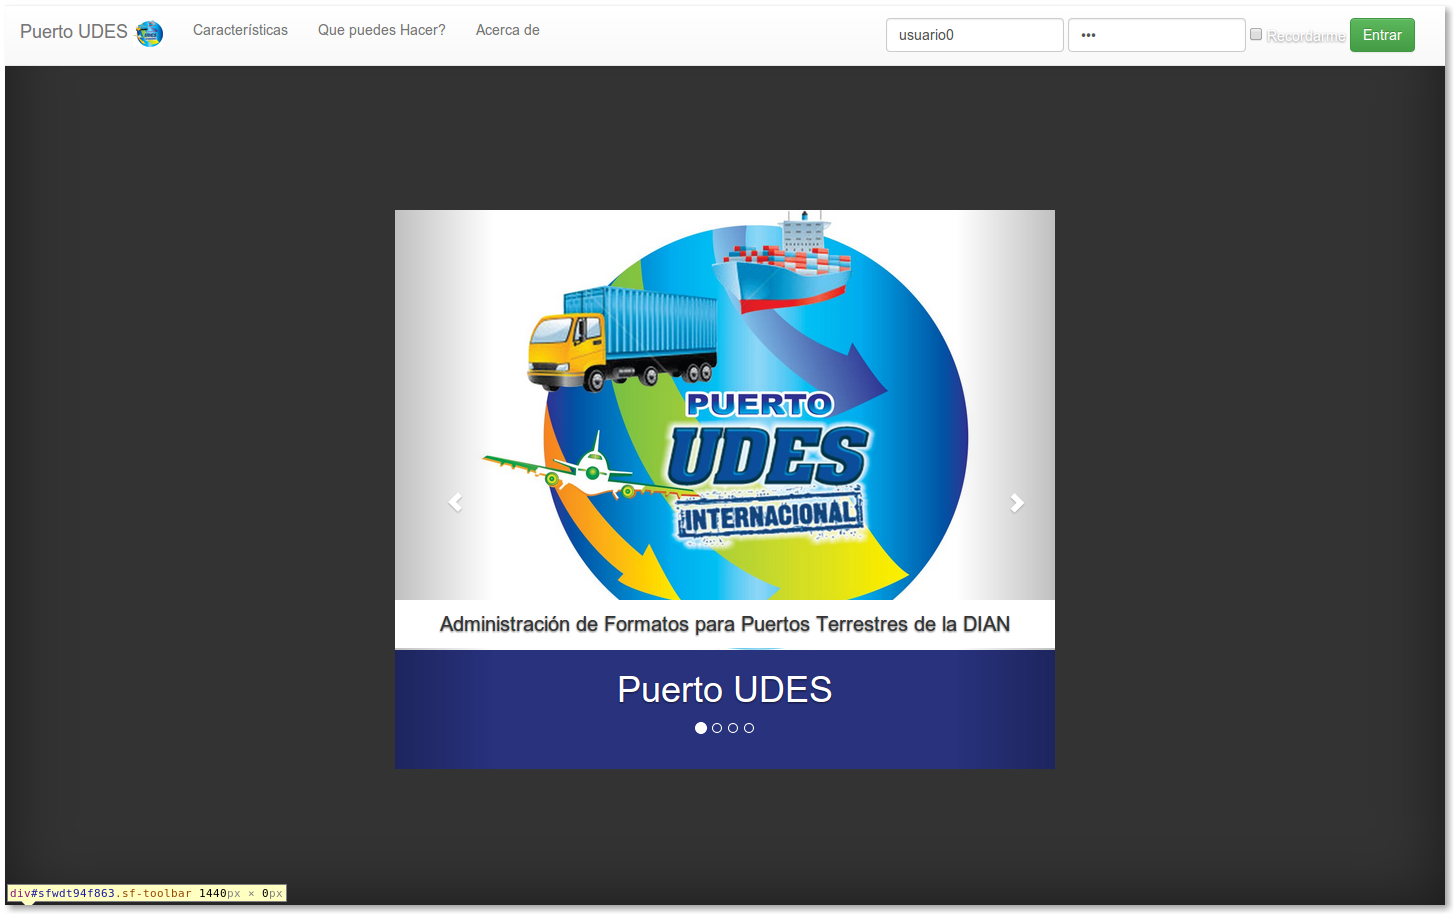 Puerto UDES Características Que puedes Hacer? Acerca de usuario0 ••• Recordarme Entrar
PUERTO
UDES
INTERNACIONAL
Administración de Formatos para Puertos Terrestres de la DIAN
Puerto UDES
div#sfwdt94f863.sf-toolbar 1440px × 0px